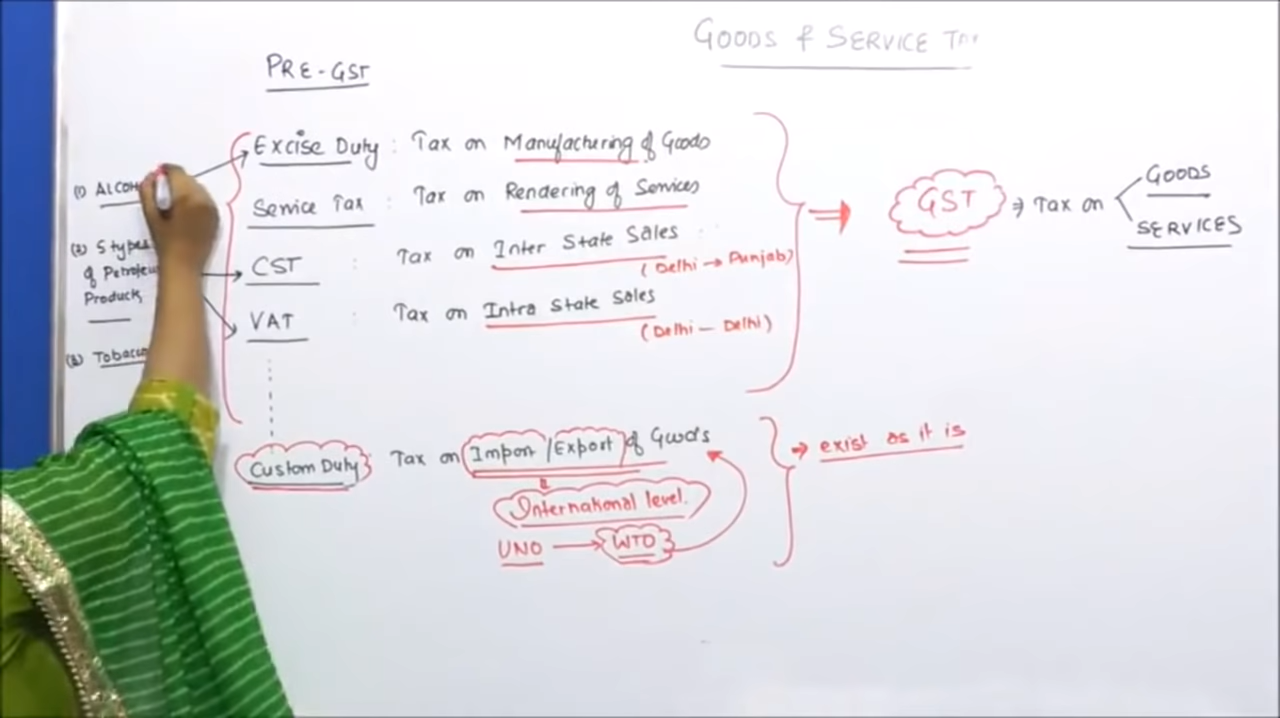 GOODS & SERVICE
PRE-GST
Excise Duty : Tax on Manufacturing of Goods
Service Tax : Tax on Rendering of Services
CST : Tax on Inter State Sales
(Delhi → Punjab)
VAT : Tax on Intra State Sales
(Delhi - Delhi)
Custom Duty : Tax on Import/Export of Goods
International level.
UNO → WTO
(1) ALCOH
(2) 5 types
of Petroleu
Products
(3) Tobacco
⇒ GST ⇒ Tax on
GOODS
SERVICES
→ exist as it is